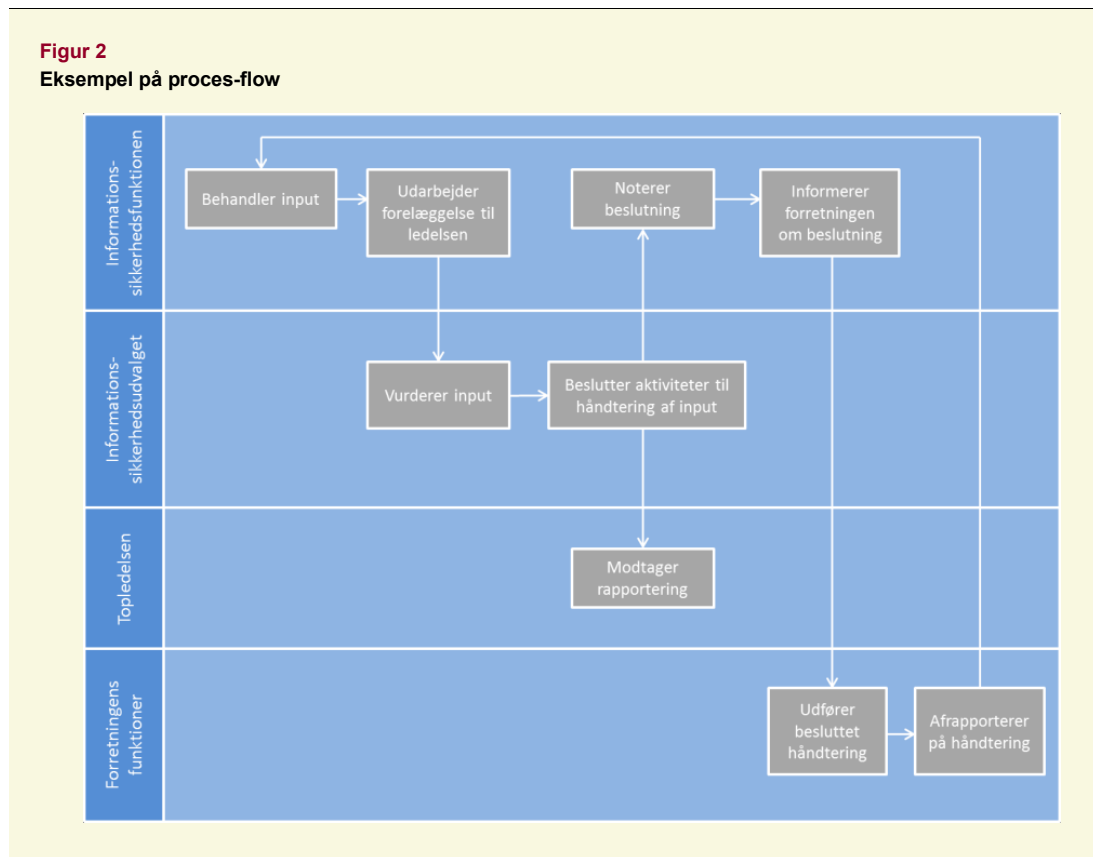 Figur 2
Eksempel på proces-flow
Informations-
sikkerhedsfunktionen
Behandler input
Udarbejder
forelæggelse til
ledelsen
Noterer
beslutning
Informerer
forretningen
om beslutning
Informations-
sikkerhedsudvalget
Vurderer input
Beslutter aktiviteter til
håndtering af input
Topledelsen
Modtager
rapportering
Forretningens
funktioner
Udfører
besluttet
håndtering
Afrapporterer
på håndtering